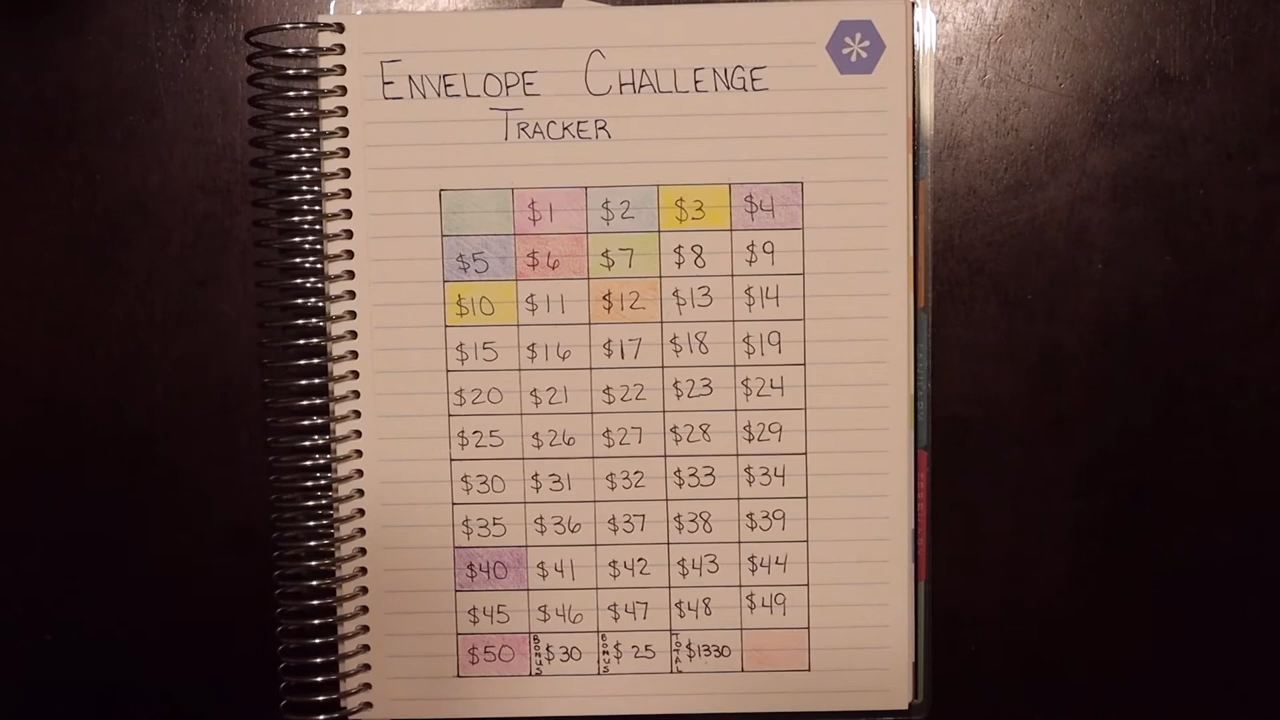 ENVELOPE CHALLENGE
TRACKER
$1 $2 $3 $4
$5 $6 $7 $8 $9
$10 $11 $12 $13 $14
$15 $16 $17 $18 $19
$20 $21 $22 $23 $24
$25 $26 $27 $28 $29
$30 $31 $32 $33 $34
$35 $36 $37 $38 $39
$40 $41 $42 $43 $44
$45 $46 $47 $48 $49
$50 BONUS $30 BONUS $25 TOTAL $1330